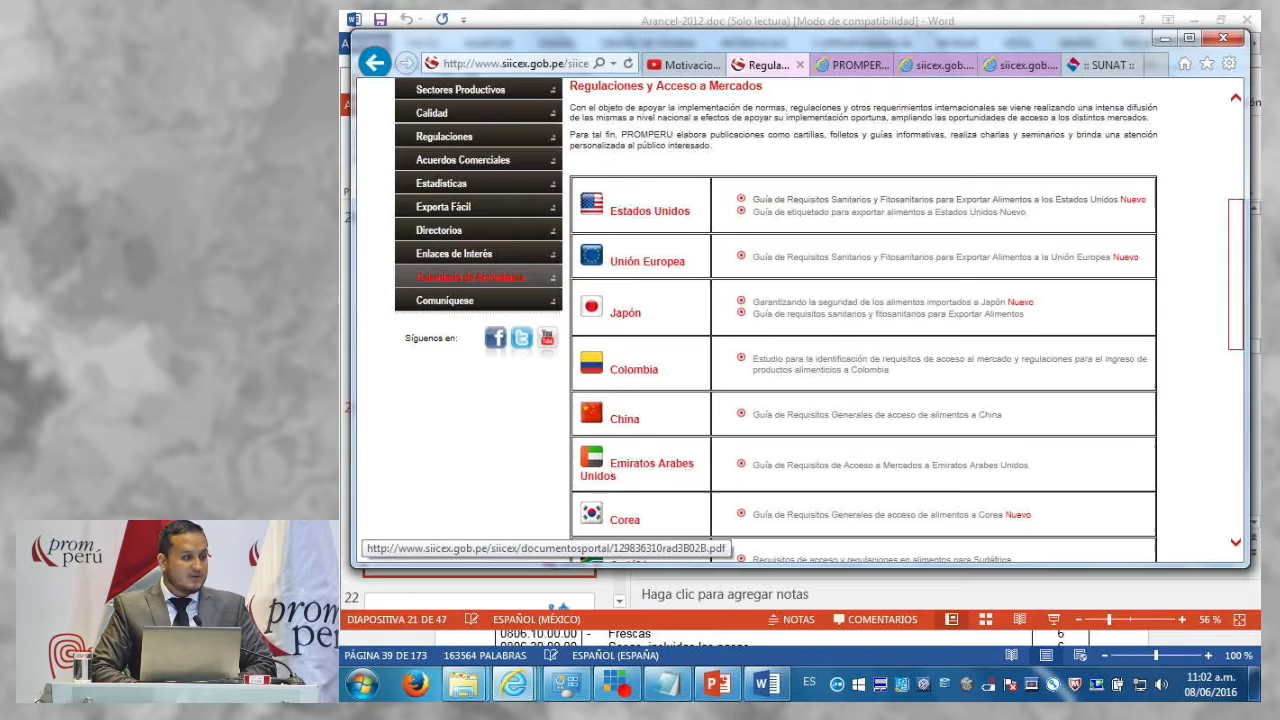 Arancel-2012.doc (Solo lectura) [Modo de compatibilidad] - Word
http://www.siicex.gob.pe/siice
Motivacio...
Regula...
PROMPER...
siicex.gob....
siicex.gob....
:: SUNAT ::
Sectores Productivos
Calidad
Regulaciones
Acuerdos Comerciales
Estadísticas
Exporta Fácil
Directorios
Enlaces de Interés
Comuníquese
Síguenos en:
You
Regulaciones y Acceso a Mercados
Con el objeto de apoyar la implementación de normas, regulaciones y otros requerimientos internacionales se viene realizando una intensa difusión
de las mismas a nivel nacional a efectos de apoyar su implementación oportuna, ampliando las oportunidades de acceso a los distintos mercados.
Para tal fin, PROMPERU elabora publicaciones como cartillas, folletos y guías informativas, realiza charlas y seminarios y brinda una atención
personalizada al público interesado.
Estados Unidos
Guía de Requisitos Sanitarios y Fitosanitarios para Exportar Alimentos a los Estados Unidos Nuevo
Guía de etiquetado para exportar alimentos a Estados Unidos Nuevo
Unión Europea
Guía de Requisitos Sanitarios y Fitosanitarios para Exportar Alimentos a la Unión Europea Nuevo
Japón
Garantizando la seguridad de los alimentos importados a Japón Nuevo
Guía de requisitos sanitarios y fitosanitarios para Exportar Alimentos
Colombia
Estudio para la identificación de requisitos de acceso al mercado y regulaciones para el ingreso de
productos alimenticios a Colombia
China
Guía de Requisitos Generales de acceso de alimentos a China
Emiratos Arabes
Unidos
Guía de Requisitos de Acceso a Mercados a Emiratos Arabes Unidos
Corea
Guía de Requisitos Generales de acceso de alimentos a Corea Nuevo
Requisitos de acceso y regulaciones en alimentos para Sudáfrica
http://www.siicex.gob.pe/siicex/documentosportal/129836310rad3B02B.pdf
22
Haga clic para agregar notas
DIAPOSITIVA 21 DE 47
ESPAÑOL (MÉXICO)
NOTAS
COMENTARIOS
56 %
0806.10.00.00 - Frescas 6
PÁGINA 39 DE 173
163564 PALABRAS
ESPAÑOL (ESPAÑA)
100 %
ES
11:02 a.m.
08/06/2016
prom
perú
prom
perú